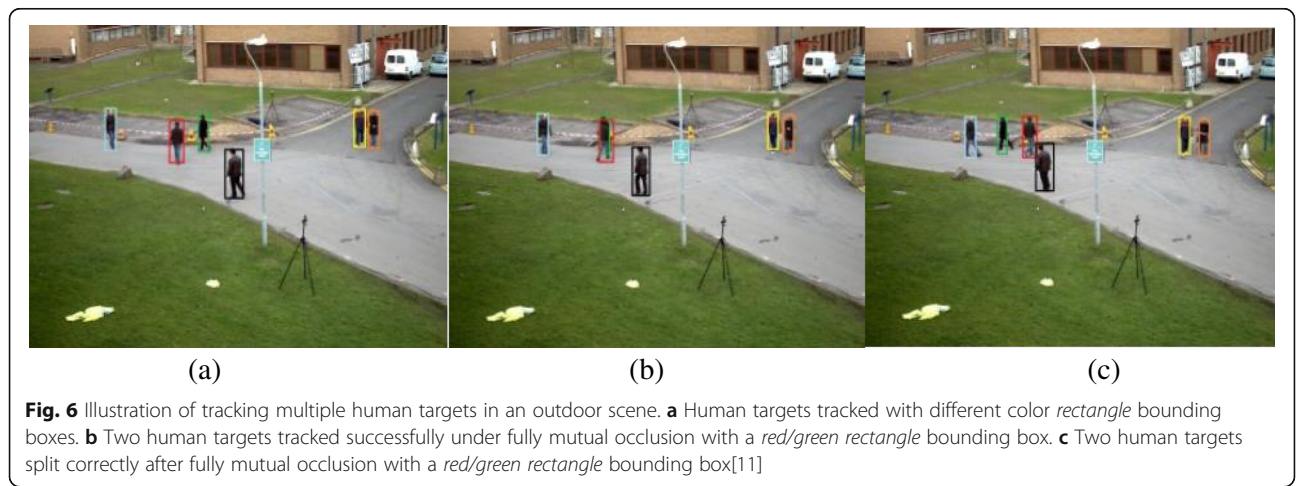 (a) (b) (c)
Fig. 6 Illustration of tracking multiple human targets in an outdoor scene. a Human targets tracked with different color rectangle bounding
boxes. b Two human targets tracked successfully under fully mutual occlusion with a red/green rectangle bounding box. c Two human targets
split correctly after fully mutual occlusion with a red/green rectangle bounding box[11]